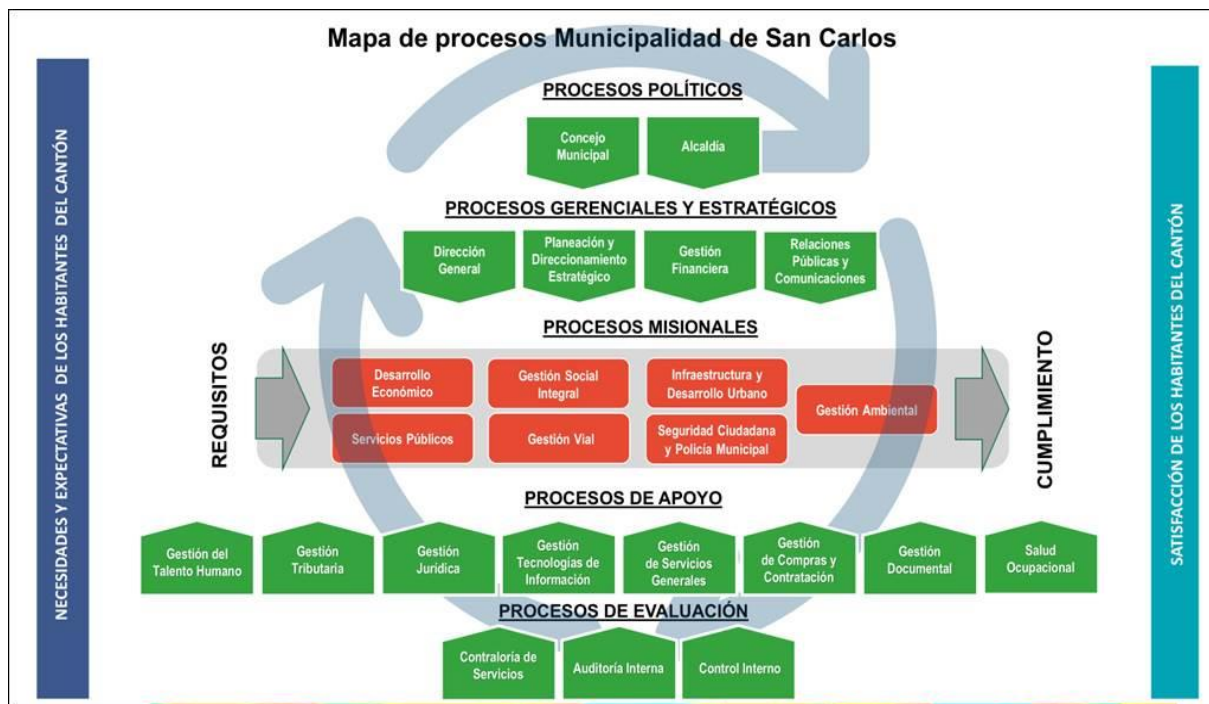 Mapa de procesos Municipalidad de San Carlos
NECESIDADES Y EXPECTATIVAS DE LOS HABITANTES DEL CANTÓN
PROCESOS POLÍTICOS
Concejo
Municipal
Alcaldía
PROCESOS GERENCIALES Y ESTRATÉGICOS
Dirección
General
Planeación y
Direccionamiento
Estratégico
Gestión
Financiera
Relaciones
Públicas y
Comunicaciones
PROCESOS MISIONALES
REQUISITOS
Desarrollo
Económico
Gestión Social
Integral
Infraestructura y
Desarrollo Urbano
Gestión Ambiental
Servicios Públicos
Gestión Vial
Seguridad Ciudadana
y Policía Municipal
CUMPLIMIENTO
PROCESOS DE APOYO
Gestión del
Talento Humano
Gestión
Tributaria
Gestión
Jurídica
Gestión
Tecnologías de
Información
Gestión
de Servicios
Generales
Gestión
de Compras y
Contratación
Gestión
Documental
Salud
Ocupacional
PROCESOS DE EVALUACIÓN
Contraloría de
Servicios
Auditoría Interna
Control Interno
SATISFACCIÓN DE LOS HABITANTES DEL CANTÓN